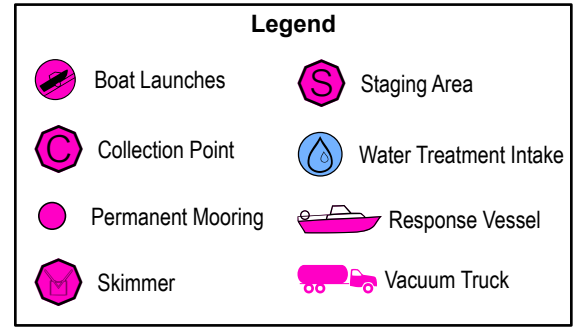 Legend
Boat Launches
S Staging Area
C Collection Point
Water Treatment Intake
Permanent Mooring
Response Vessel
Skimmer
Vacuum Truck